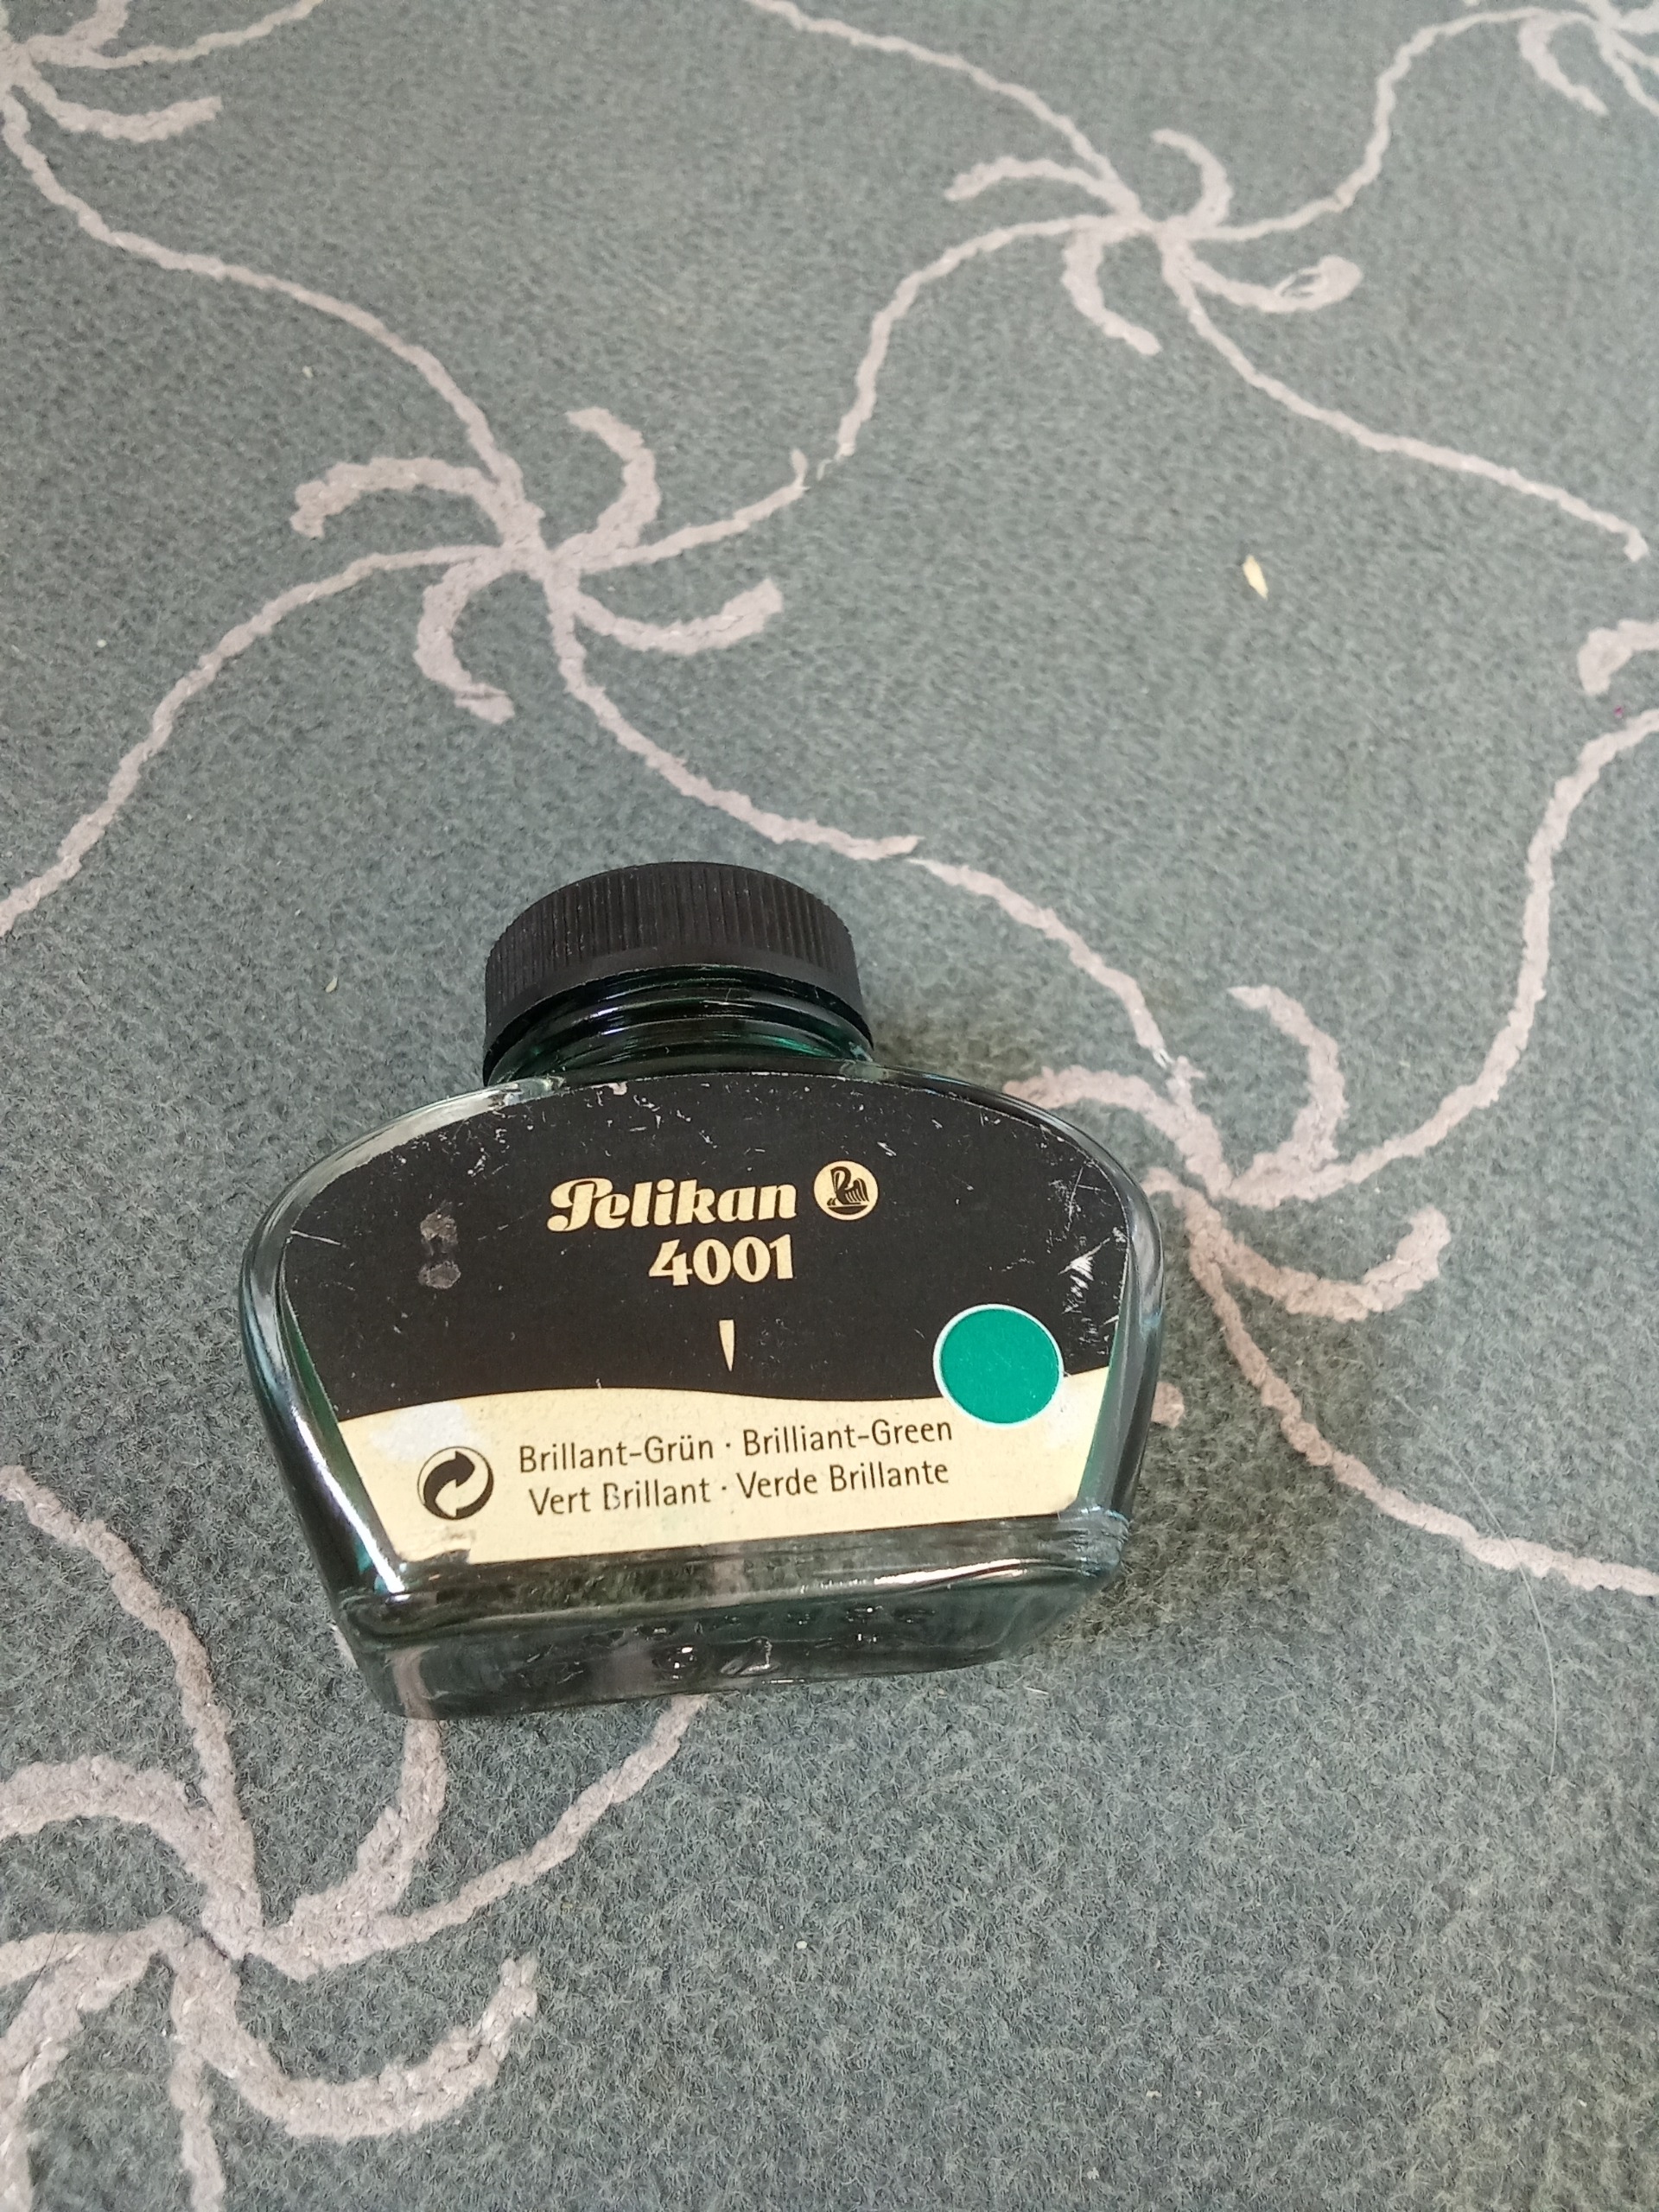 Pelikan
4001
Brillant-Grün · Brilliant-Green
Vert Brillant · Verde Brillante